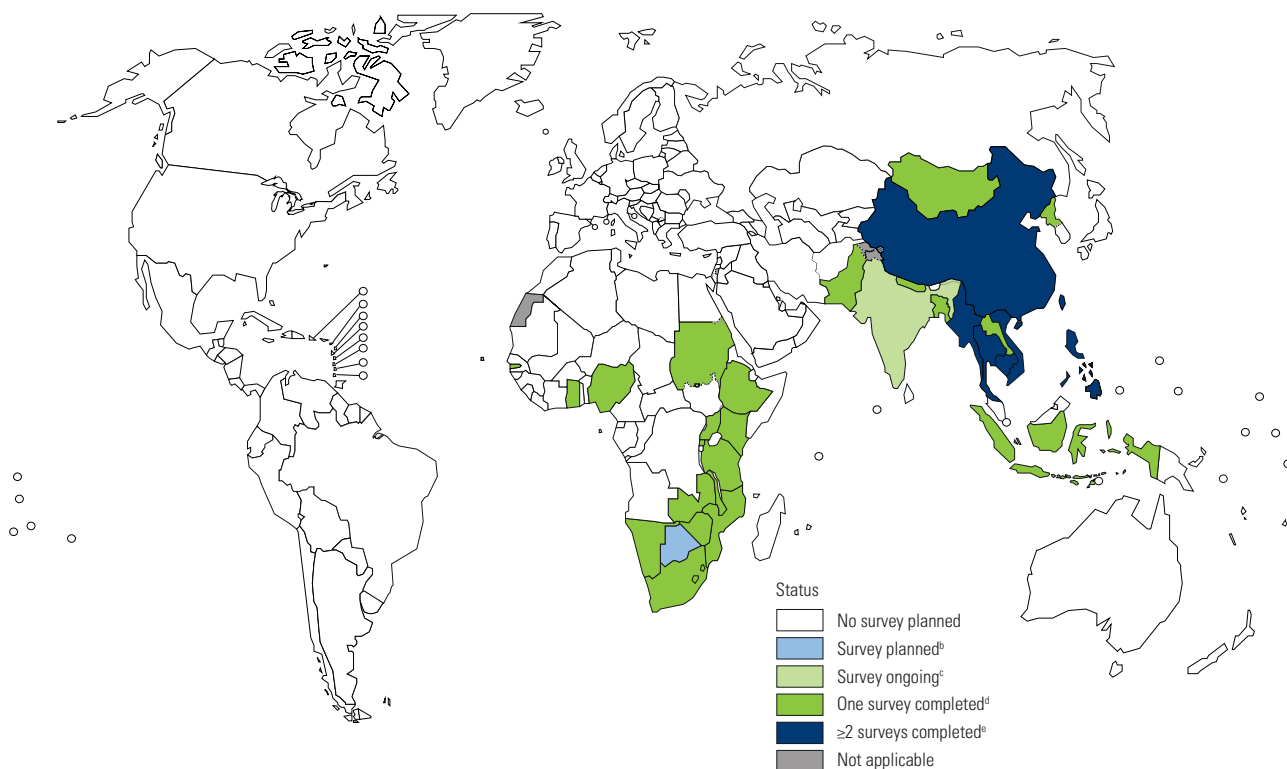 Status
No survey planned
Survey plannedᵇ
Survey ongoingᶜ
One survey completedᵈ
≥2 surveys completedᵉ
Not applicable